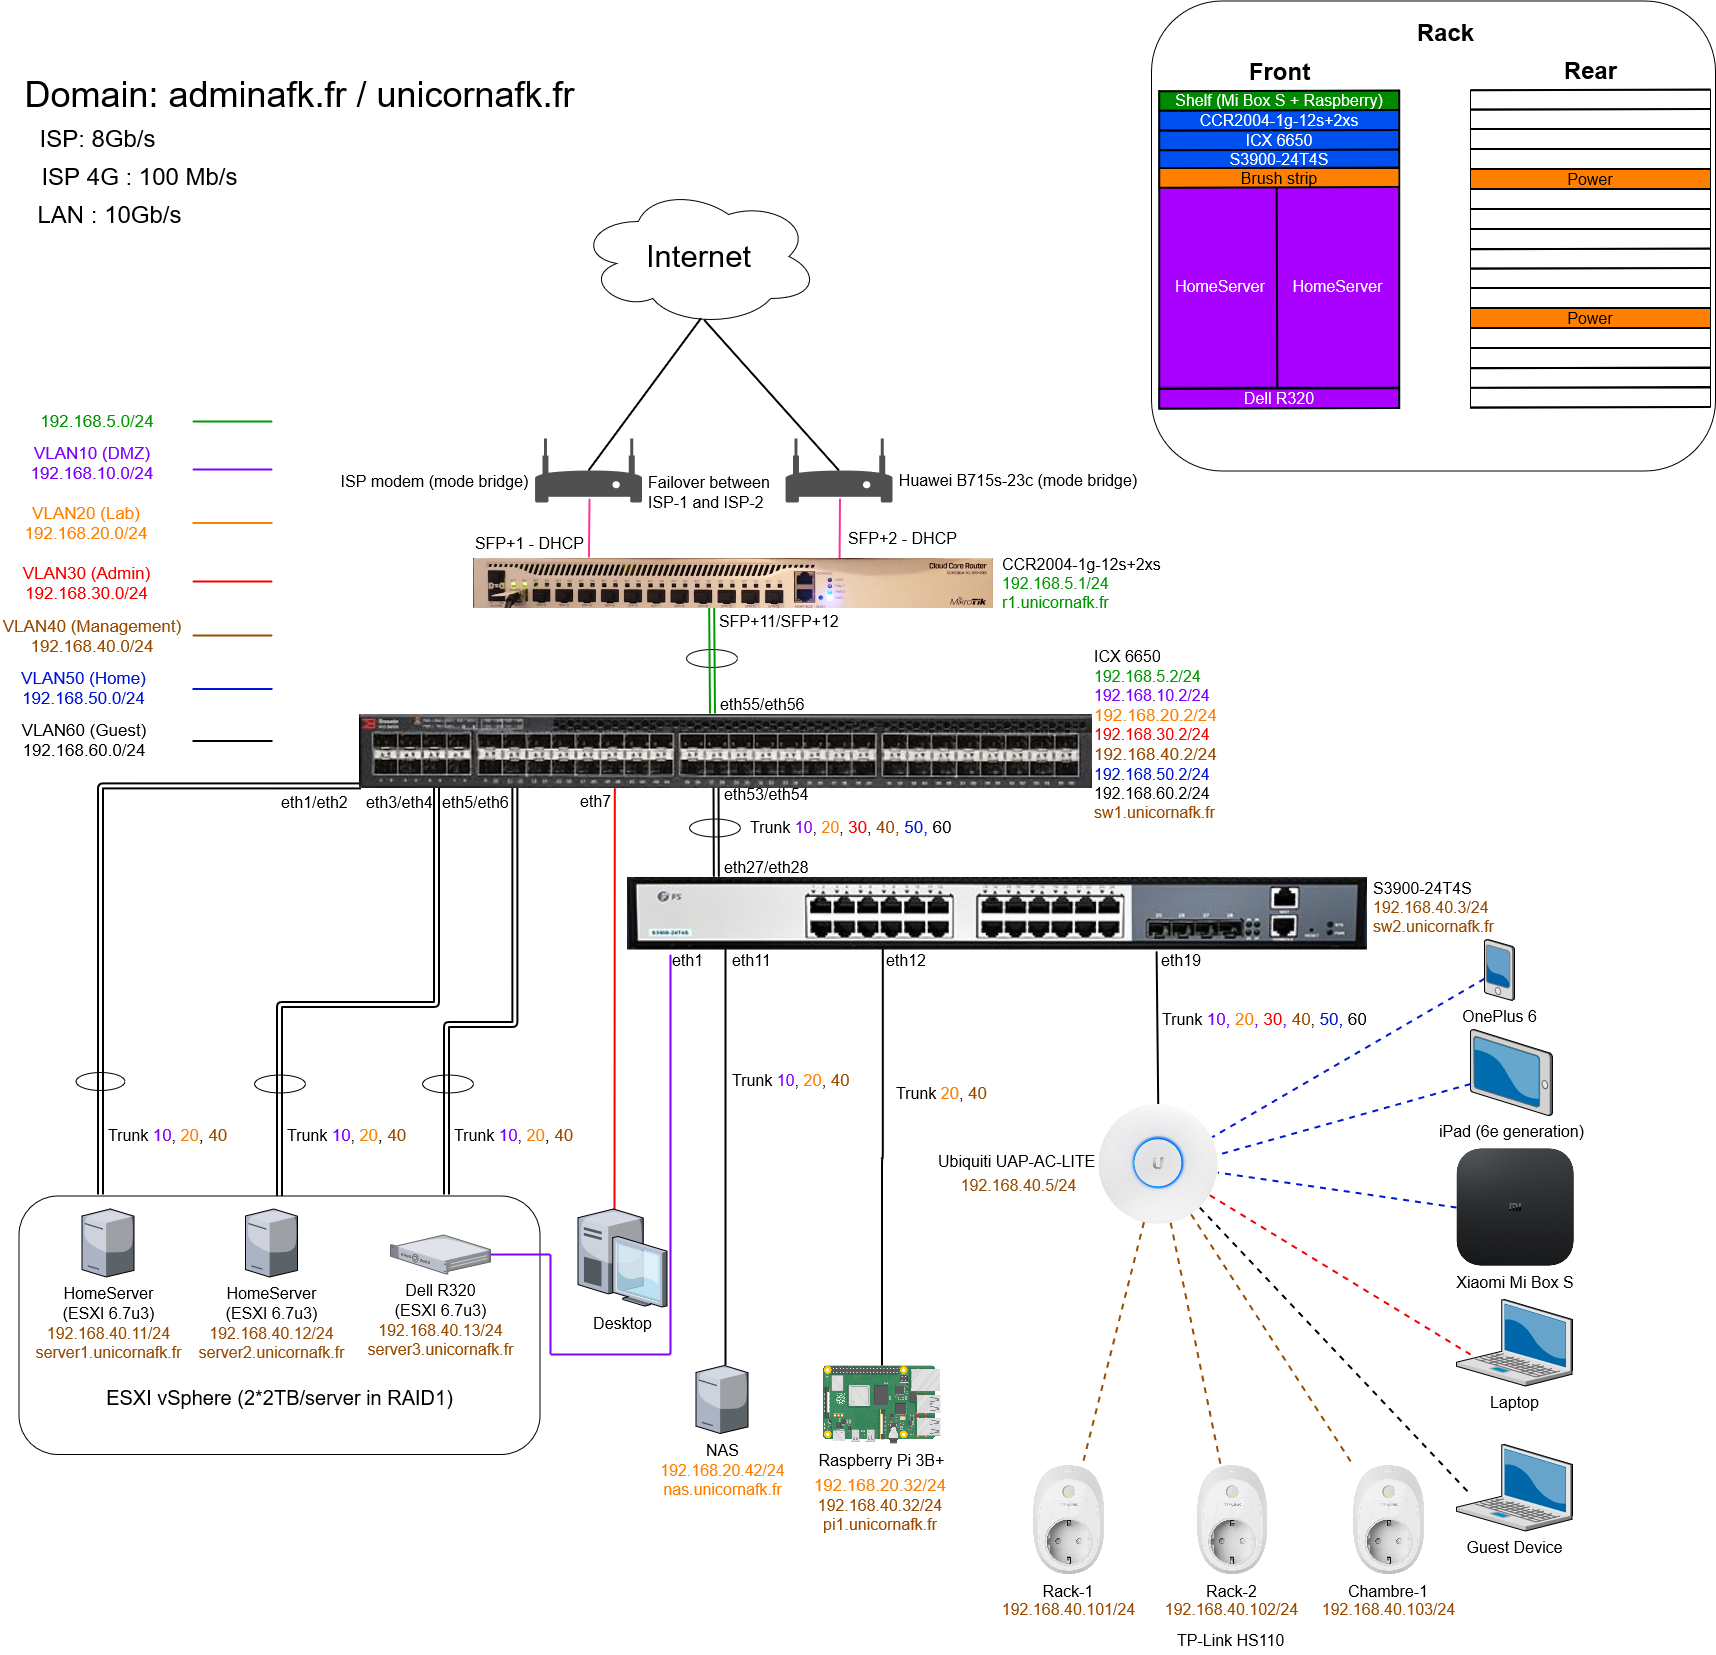 Domain: adminafk.fr / unicornafk.fr
ISP: 8Gb/s
ISP 4G : 100 Mb/s
LAN : 10Gb/s
Rack
Front
Rear
Shelf (Mi Box S + Raspberry)
CCR2004-1g-12s+2xs
ICX 6650
S3900-24T4S
Brush strip
HomeServer
HomeServer
Dell R320
Power
Power
Internet
192.168.5.0/24
VLAN10 (DMZ)
192.168.10.0/24
VLAN20 (Lab)
192.168.20.0/24
VLAN30 (Admin)
192.168.30.0/24
VLAN40 (Management)
192.168.40.0/24
VLAN50 (Home)
192.168.50.0/24
VLAN60 (Guest)
192.168.60.0/24
ISP modem (mode bridge)
Failover between
ISP-1 and ISP-2
Huawei B715s-23c (mode bridge)
SFP+1 - DHCP
SFP+2 - DHCP
Cloud Core Router
MikroTik
CCR2004-1g-12s+2xs
192.168.5.1/24
r1.unicornafk.fr
SFP+11/SFP+12
eth55/eth56
ICX 6650
192.168.5.2/24
192.168.10.2/24
192.168.20.2/24
192.168.30.2/24
192.168.40.2/24
192.168.50.2/24
192.168.60.2/24
sw1.unicornafk.fr
eth1/eth2
eth3/eth4
eth5/eth6
eth7
eth53/eth54
Trunk 10, 20, 30, 40, 50, 60
eth27/eth28
FS
S3900-24T4S
S3900-24T4S
192.168.40.3/24
sw2.unicornafk.fr
eth1
eth11
eth12
eth19
Trunk 10, 20, 30, 40, 50, 60
Trunk 10, 20, 40
Trunk 20, 40
Trunk 10, 20, 40
Trunk 10, 20, 40
Trunk 10, 20, 40
OnePlus 6
iPad (6e generation)
Ubiquiti UAP-AC-LITE
192.168.40.5/24
U
MI
Xiaomi Mi Box S
HomeServer
(ESXI 6.7u3)
192.168.40.11/24
server1.unicornafk.fr
HomeServer
(ESXI 6.7u3)
192.168.40.12/24
server2.unicornafk.fr
Dell R320
(ESXI 6.7u3)
192.168.40.13/24
server3.unicornafk.fr
ESXI vSphere (2*2TB/server in RAID1)
Desktop
Laptop
NAS
192.168.20.42/24
nas.unicornafk.fr
Raspberry Pi 3B+
192.168.20.32/24
192.168.40.32/24
pi1.unicornafk.fr
Guest Device
TP-LINK
TP-LINK
TP-LINK
Rack-1
192.168.40.101/24
Rack-2
192.168.40.102/24
Chambre-1
192.168.40.103/24
TP-Link HS110